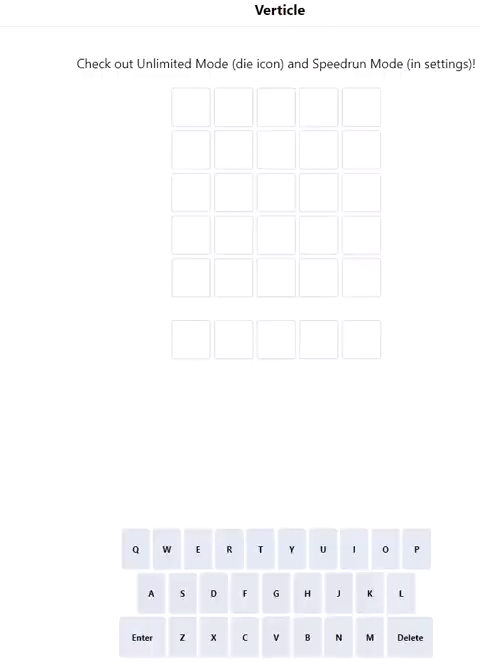 Verticle
Check out Unlimited Mode (die icon) and Speedrun Mode (in settings)!
Q W E R T Y U I O P
A S D F G H J K L
Enter Z X C V B N M Delete